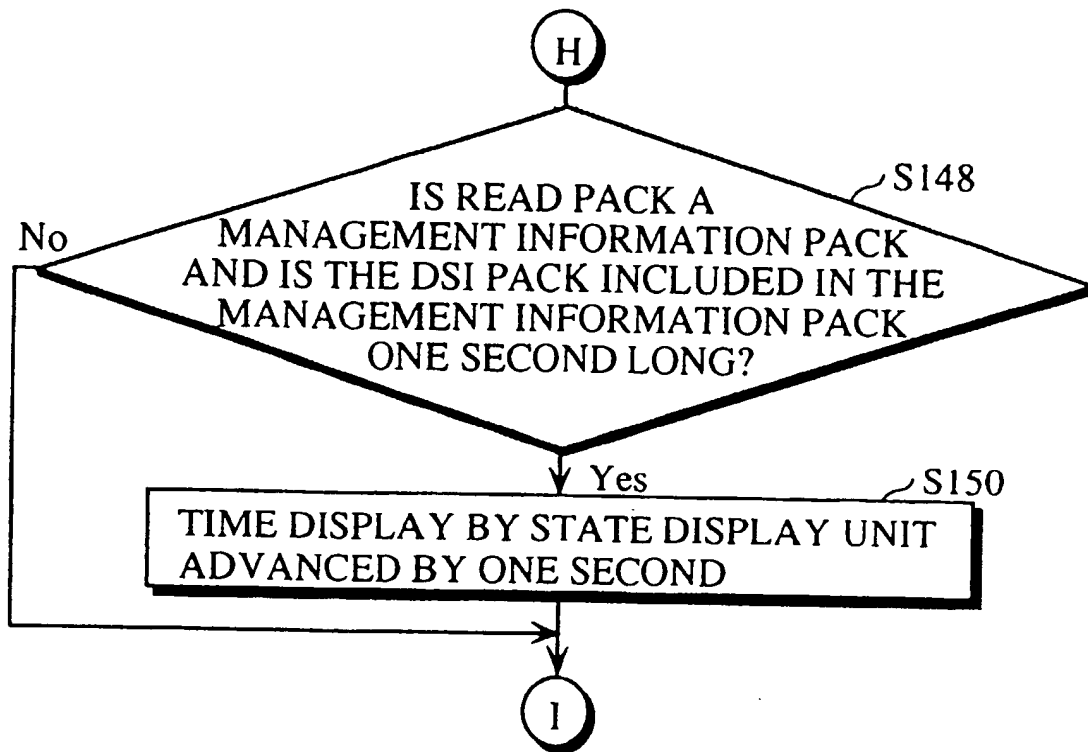 H
S148
IS READ PACK A
MANAGEMENT INFORMATION PACK
AND IS THE DSI PACK INCLUDED IN THE
MANAGEMENT INFORMATION PACK
ONE SECOND LONG?
No
Yes
S150
TIME DISPLAY BY STATE DISPLAY UNIT
ADVANCED BY ONE SECOND
I